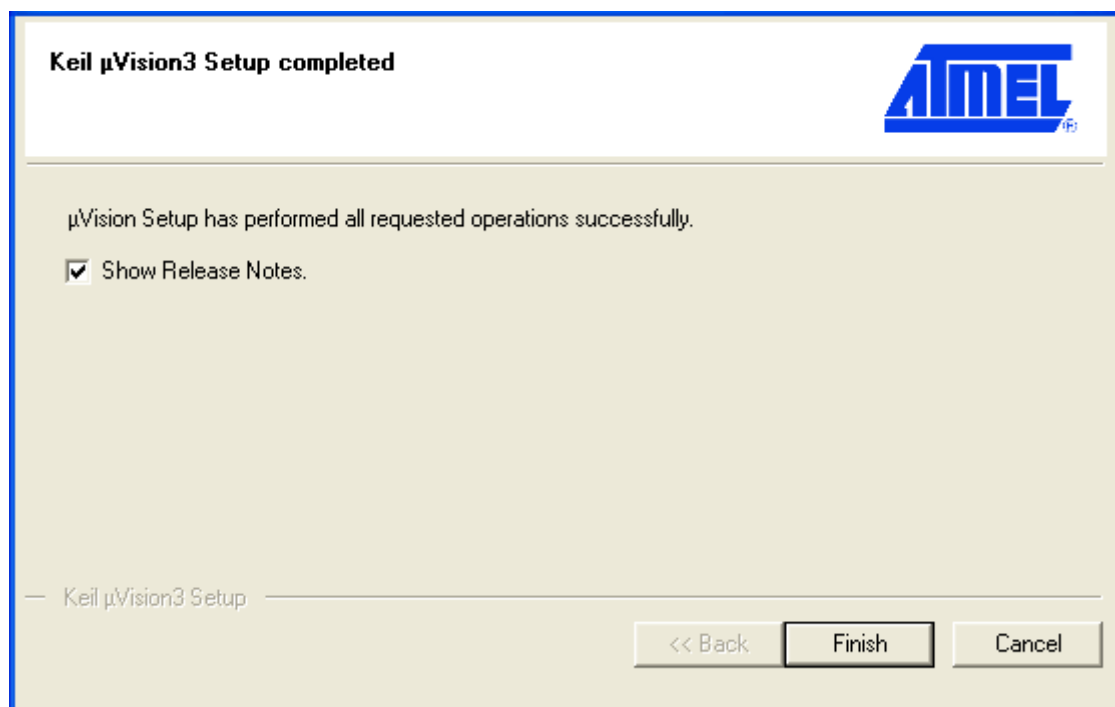 Keil µVision3 Setup completed
ATMEL®
µVision Setup has performed all requested operations successfully.
Show Release Notes.
Keil µVision3 Setup
<< Back
Finish
Cancel